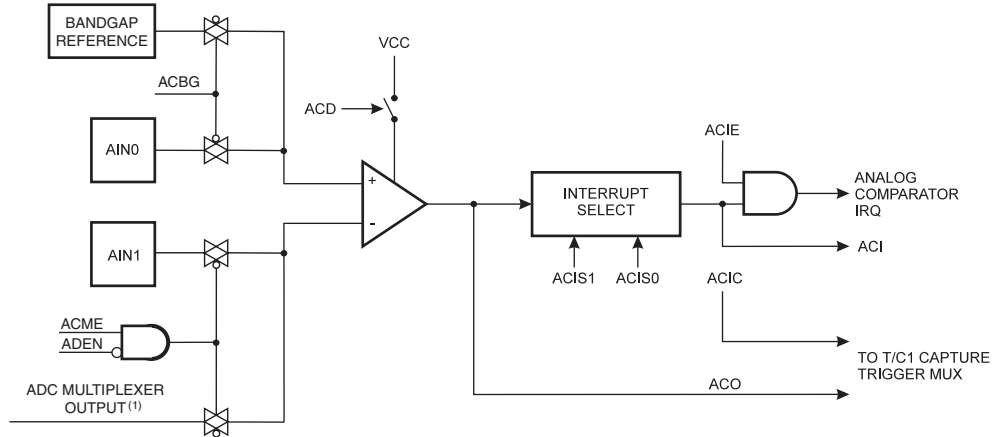 BANDGAP
REFERENCE
VCC
ACBG
ACD
AIN0
+
-
ACIE
INTERRUPT
SELECT
ANALOG
COMPARATOR
IRQ
AIN1
ACI
ACIS1 ACIS0
ACIC
ACME
ADEN
TO T/C1 CAPTURE
TRIGGER MUX
ACO
ADC MULTIPLEXER
OUTPUT(1)